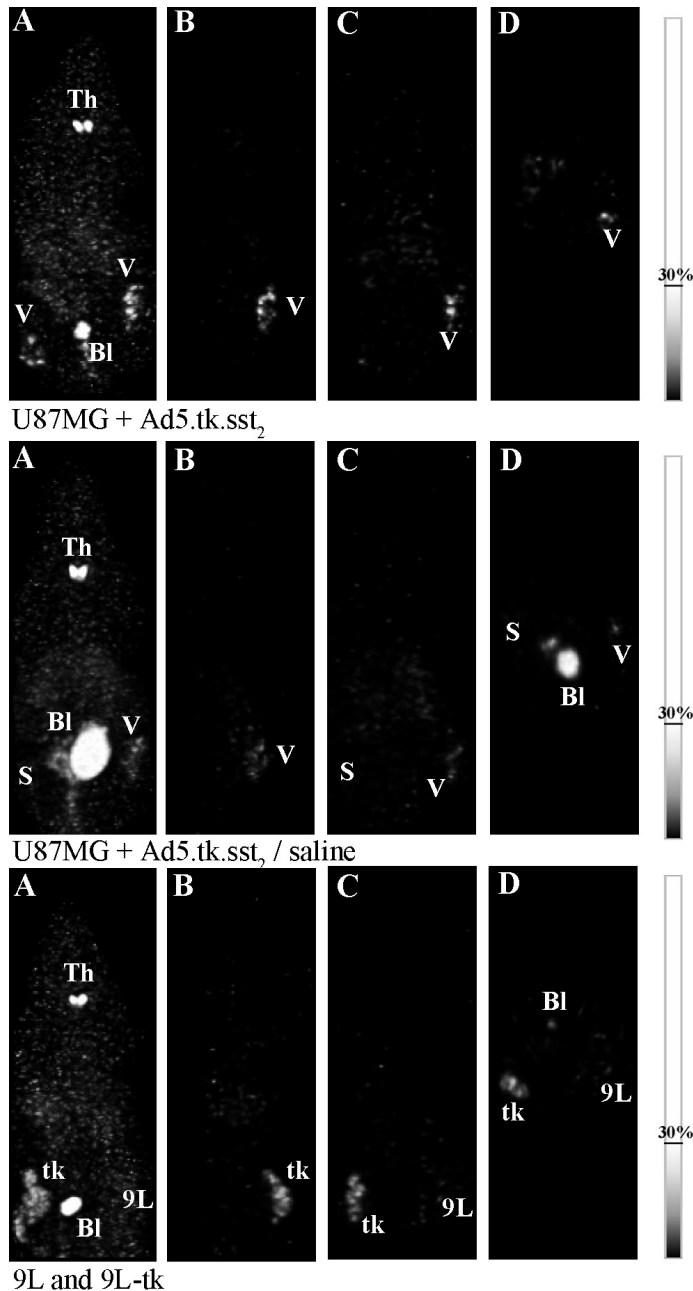 A B C D
Th
30%
V V V V V
Bl
U87MG + Ad5.tk.sst2
A B C D
Th
S V
Bl V V Bl 30%
S S V
U87MG + Ad5.tk.sst2 / saline
A B C D
Th Bl
tk 9L 30%
tk 9L tk tk 9L
Bl
9L and 9L-tk